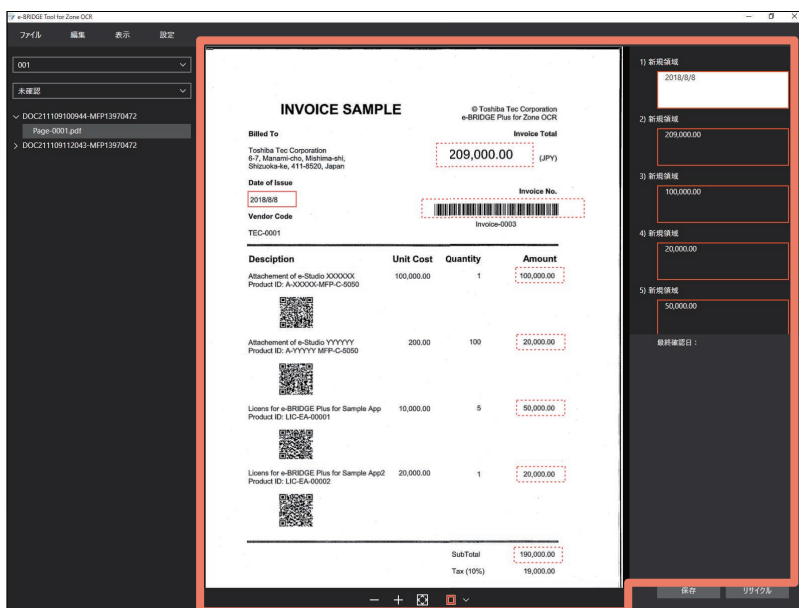 e-BRIDGE Tool for Zone OCR
ファイル 編集 表示 設定
001
未確認
DOC211109100944-MFP13970472
Page-0001.pdf
DOC211109112043-MFP13970472
INVOICE SAMPLE
© Toshiba Tec Corporation
e-BRIDGE Plus for Zone OCR
Billed To
Invoice Total
Toshiba Tec Corporation
6-7, Manami-cho, Mishima-shi,
Shizuoka-ke, 411-8520, Japan
209,000.00 (JPY)
Date of Issue
Invoice No.
2018/8/8
Vendor Code
Invoice-0003
TEC-0001
Desciption Unit Cost Quantity Amount
Attachement of e-Studio XXXXXX 100,000.00 1 100,000.00
Product ID: A-XXXXX-MFP-C-5050
Attachement of e-Studio YYYYYY 200.00 100 20,000.00
Product ID: A-YYYYY MFP-C-5050
Licens for e-BRIDGE Plus for Sample App 10,000.00 5 50,000.00
Product ID: LIC-EA-00001
Licens for e-BRIDGE Plus for Sample App2 20,000.00 1 20,000.00
Product ID: LIC-EA-00002
SubTotal 190,000.00
Tax (10%) 19,000.00
1) 新規領域
2018/8/8
2) 新規領域
209,000.00
3) 新規領域
100,000.00
4) 新規領域
20,000.00
5) 新規領域
50,000.00
最終確認日：
保存 リサイクル